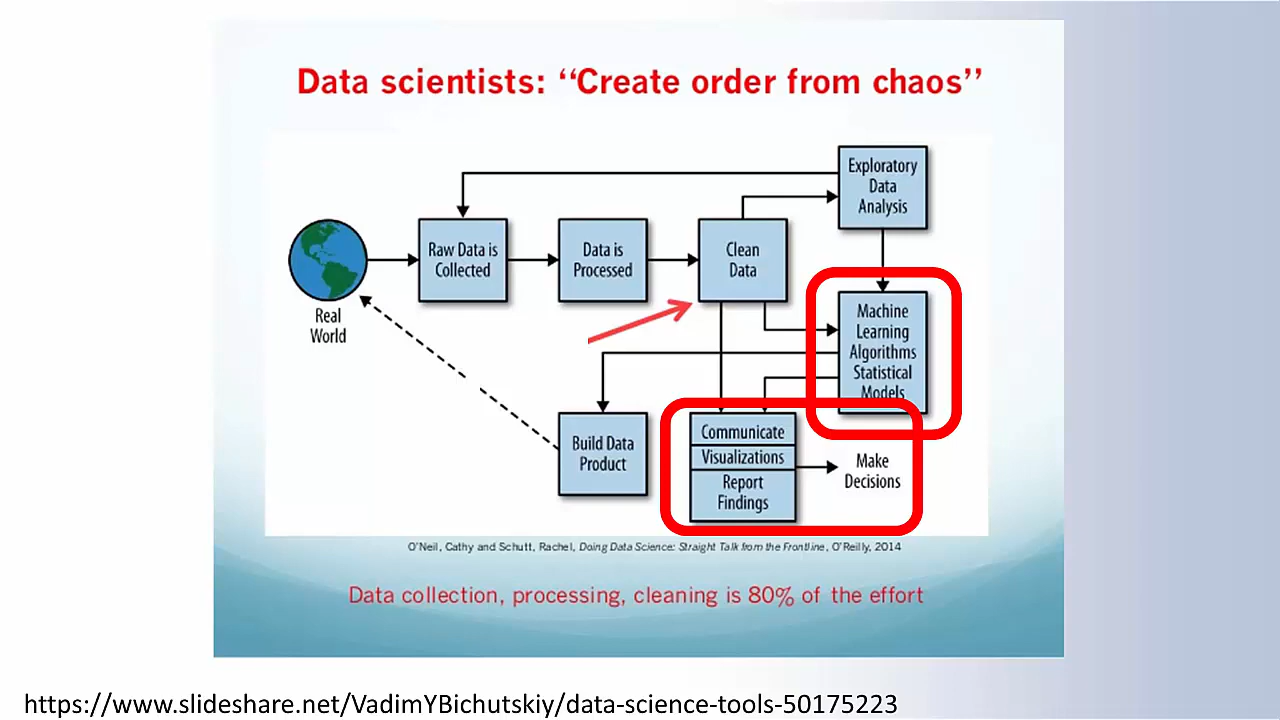 Data scientists: “Create order from chaos”
Exploratory
Data
Analysis
Raw Data is
Collected
Data is
Processed
Clean
Data
Real
World
Machine
Learning
Algorithms
Statistical
Models
Build Data
Product
Communicate
Visualizations
Report
Findings
Make
Decisions
O'Neil, Cathy and Schutt, Rachel, Doing Data Science: Straight Talk from the Frontline, O'Reilly, 2014
Data collection, processing, cleaning is 80% of the effort
https://www.slideshare.net/VadimYBichutskiy/data-science-tools-50175223